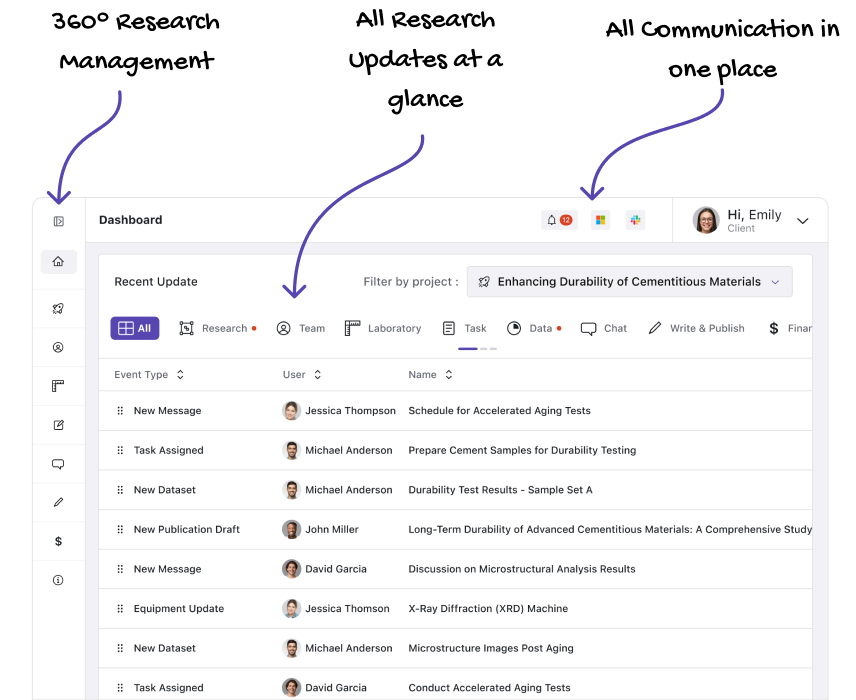 360° Research
Management
All Research
Updates at a
glance
All Communication in
one place
Dashboard
12
Hi, Emily
Client
Recent Update
Filter by project :
Enhancing Durability of Cementitious Materials
All
Research
Team
Laboratory
Task
Data
Chat
Write & Publish
$ Finan
Event Type
User
Name
New Message Jessica Thompson Schedule for Accelerated Aging Tests
Task Assigned Michael Anderson Prepare Cement Samples for Durability Testing
New Dataset Michael Anderson Durability Test Results - Sample Set A
New Publication Draft John Miller Long-Term Durability of Advanced Cementitious Materials: A Comprehensive Study
New Message David Garcia Discussion on Microstructural Analysis Results
Equipment Update Jessica Thomson X-Ray Diffraction (XRD) Machine
New Dataset Michael Anderson Microstructure Images Post Aging
Task Assigned David Garcia Conduct Accelerated Aging Tests
$